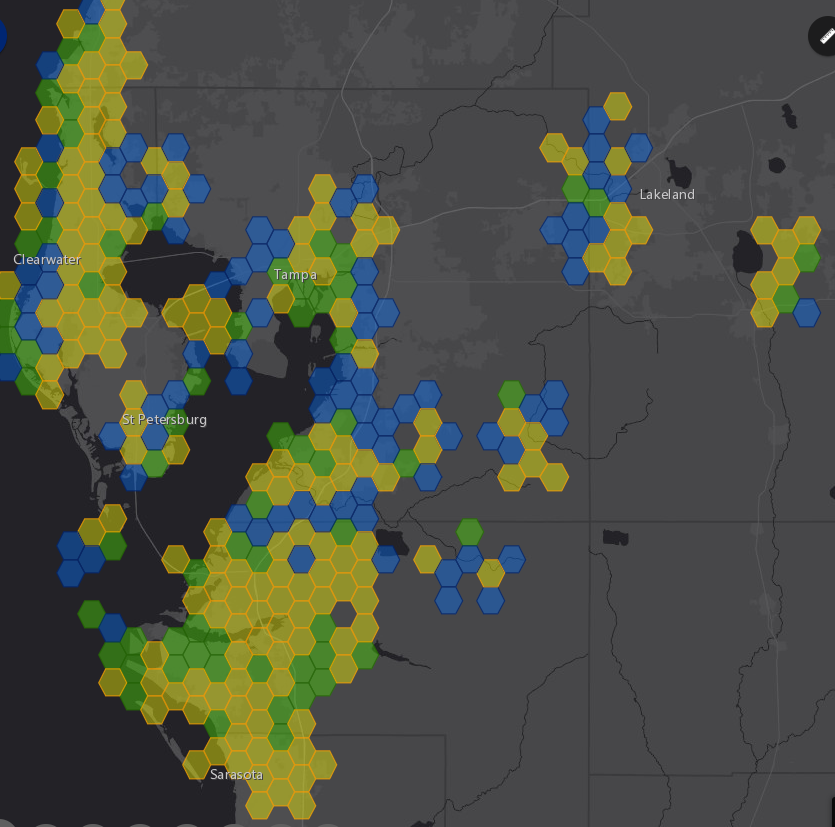 Lakeland
Clearwater
Tampa
St Petersburg
Sarasota